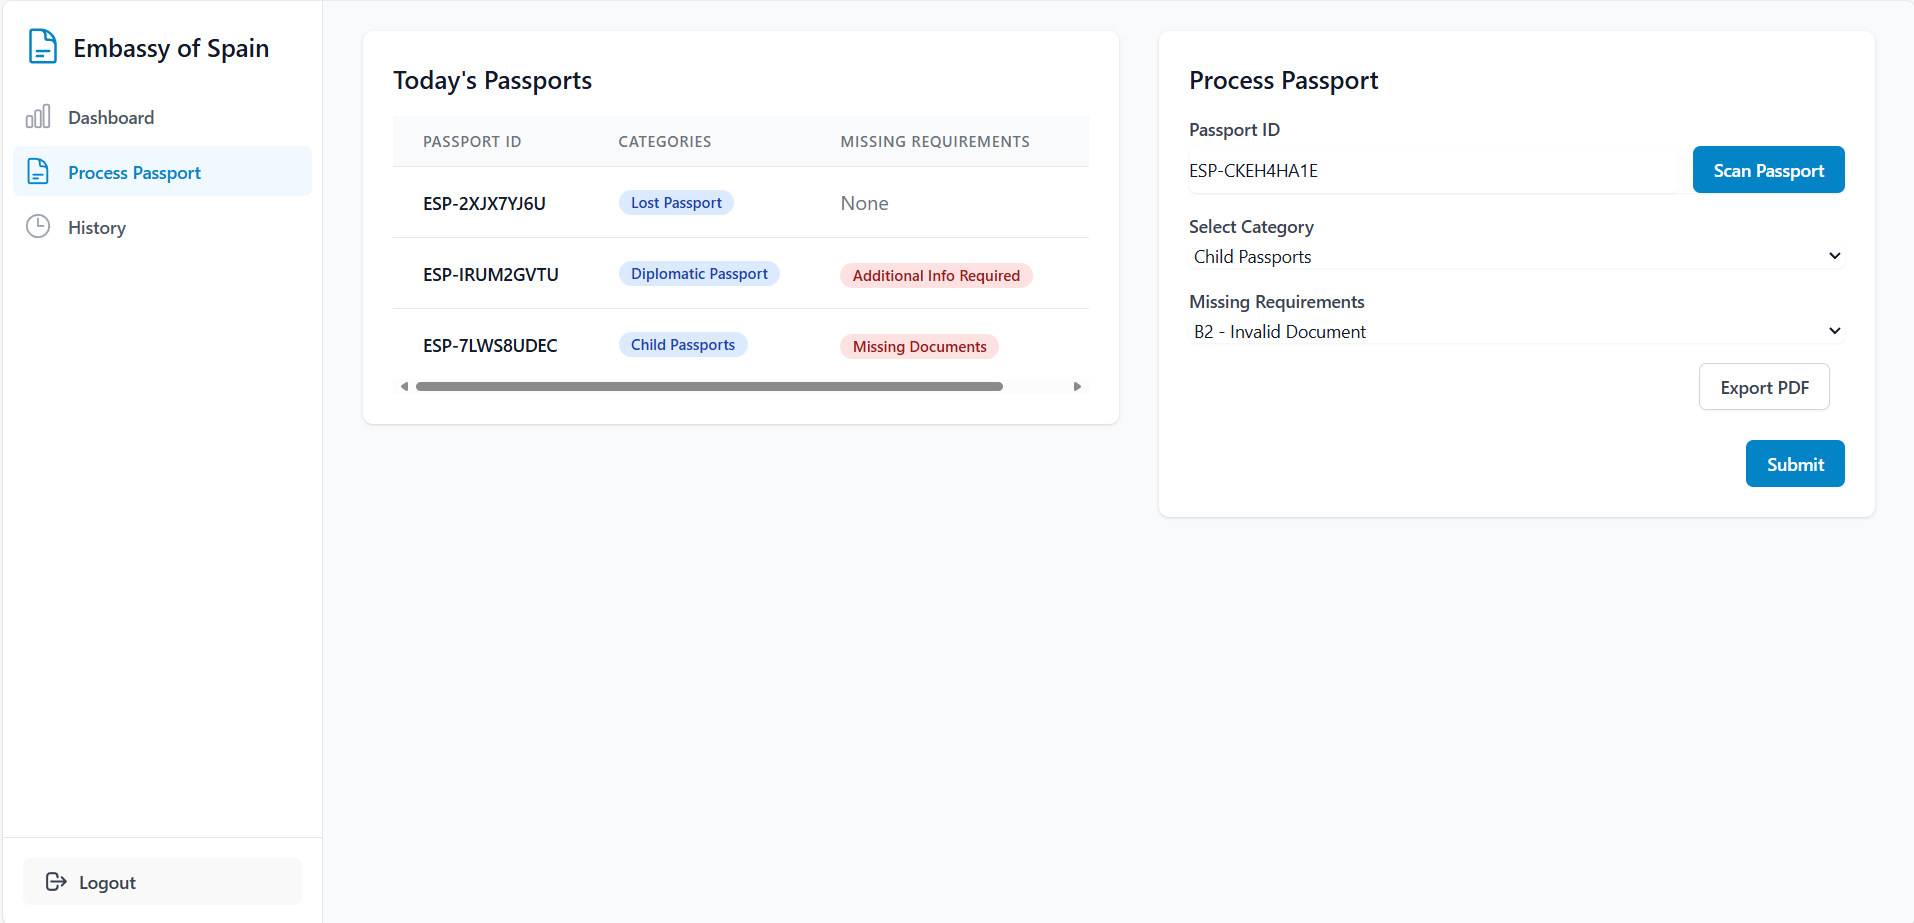 Embassy of Spain
Dashboard
Process Passport
History
Logout
Today's Passports
PASSPORT ID CATEGORIES MISSING REQUIREMENTS
ESP-2XJX7YJ6U Lost Passport None
ESP-IRUM2GVTU Diplomatic Passport Additional Info Required
ESP-7LWS8UDEC Child Passports Missing Documents
Process Passport
Passport ID
ESP-CKEH4HA1E Scan Passport
Select Category
Child Passports
Missing Requirements
B2 - Invalid Document
Export PDF
Submit